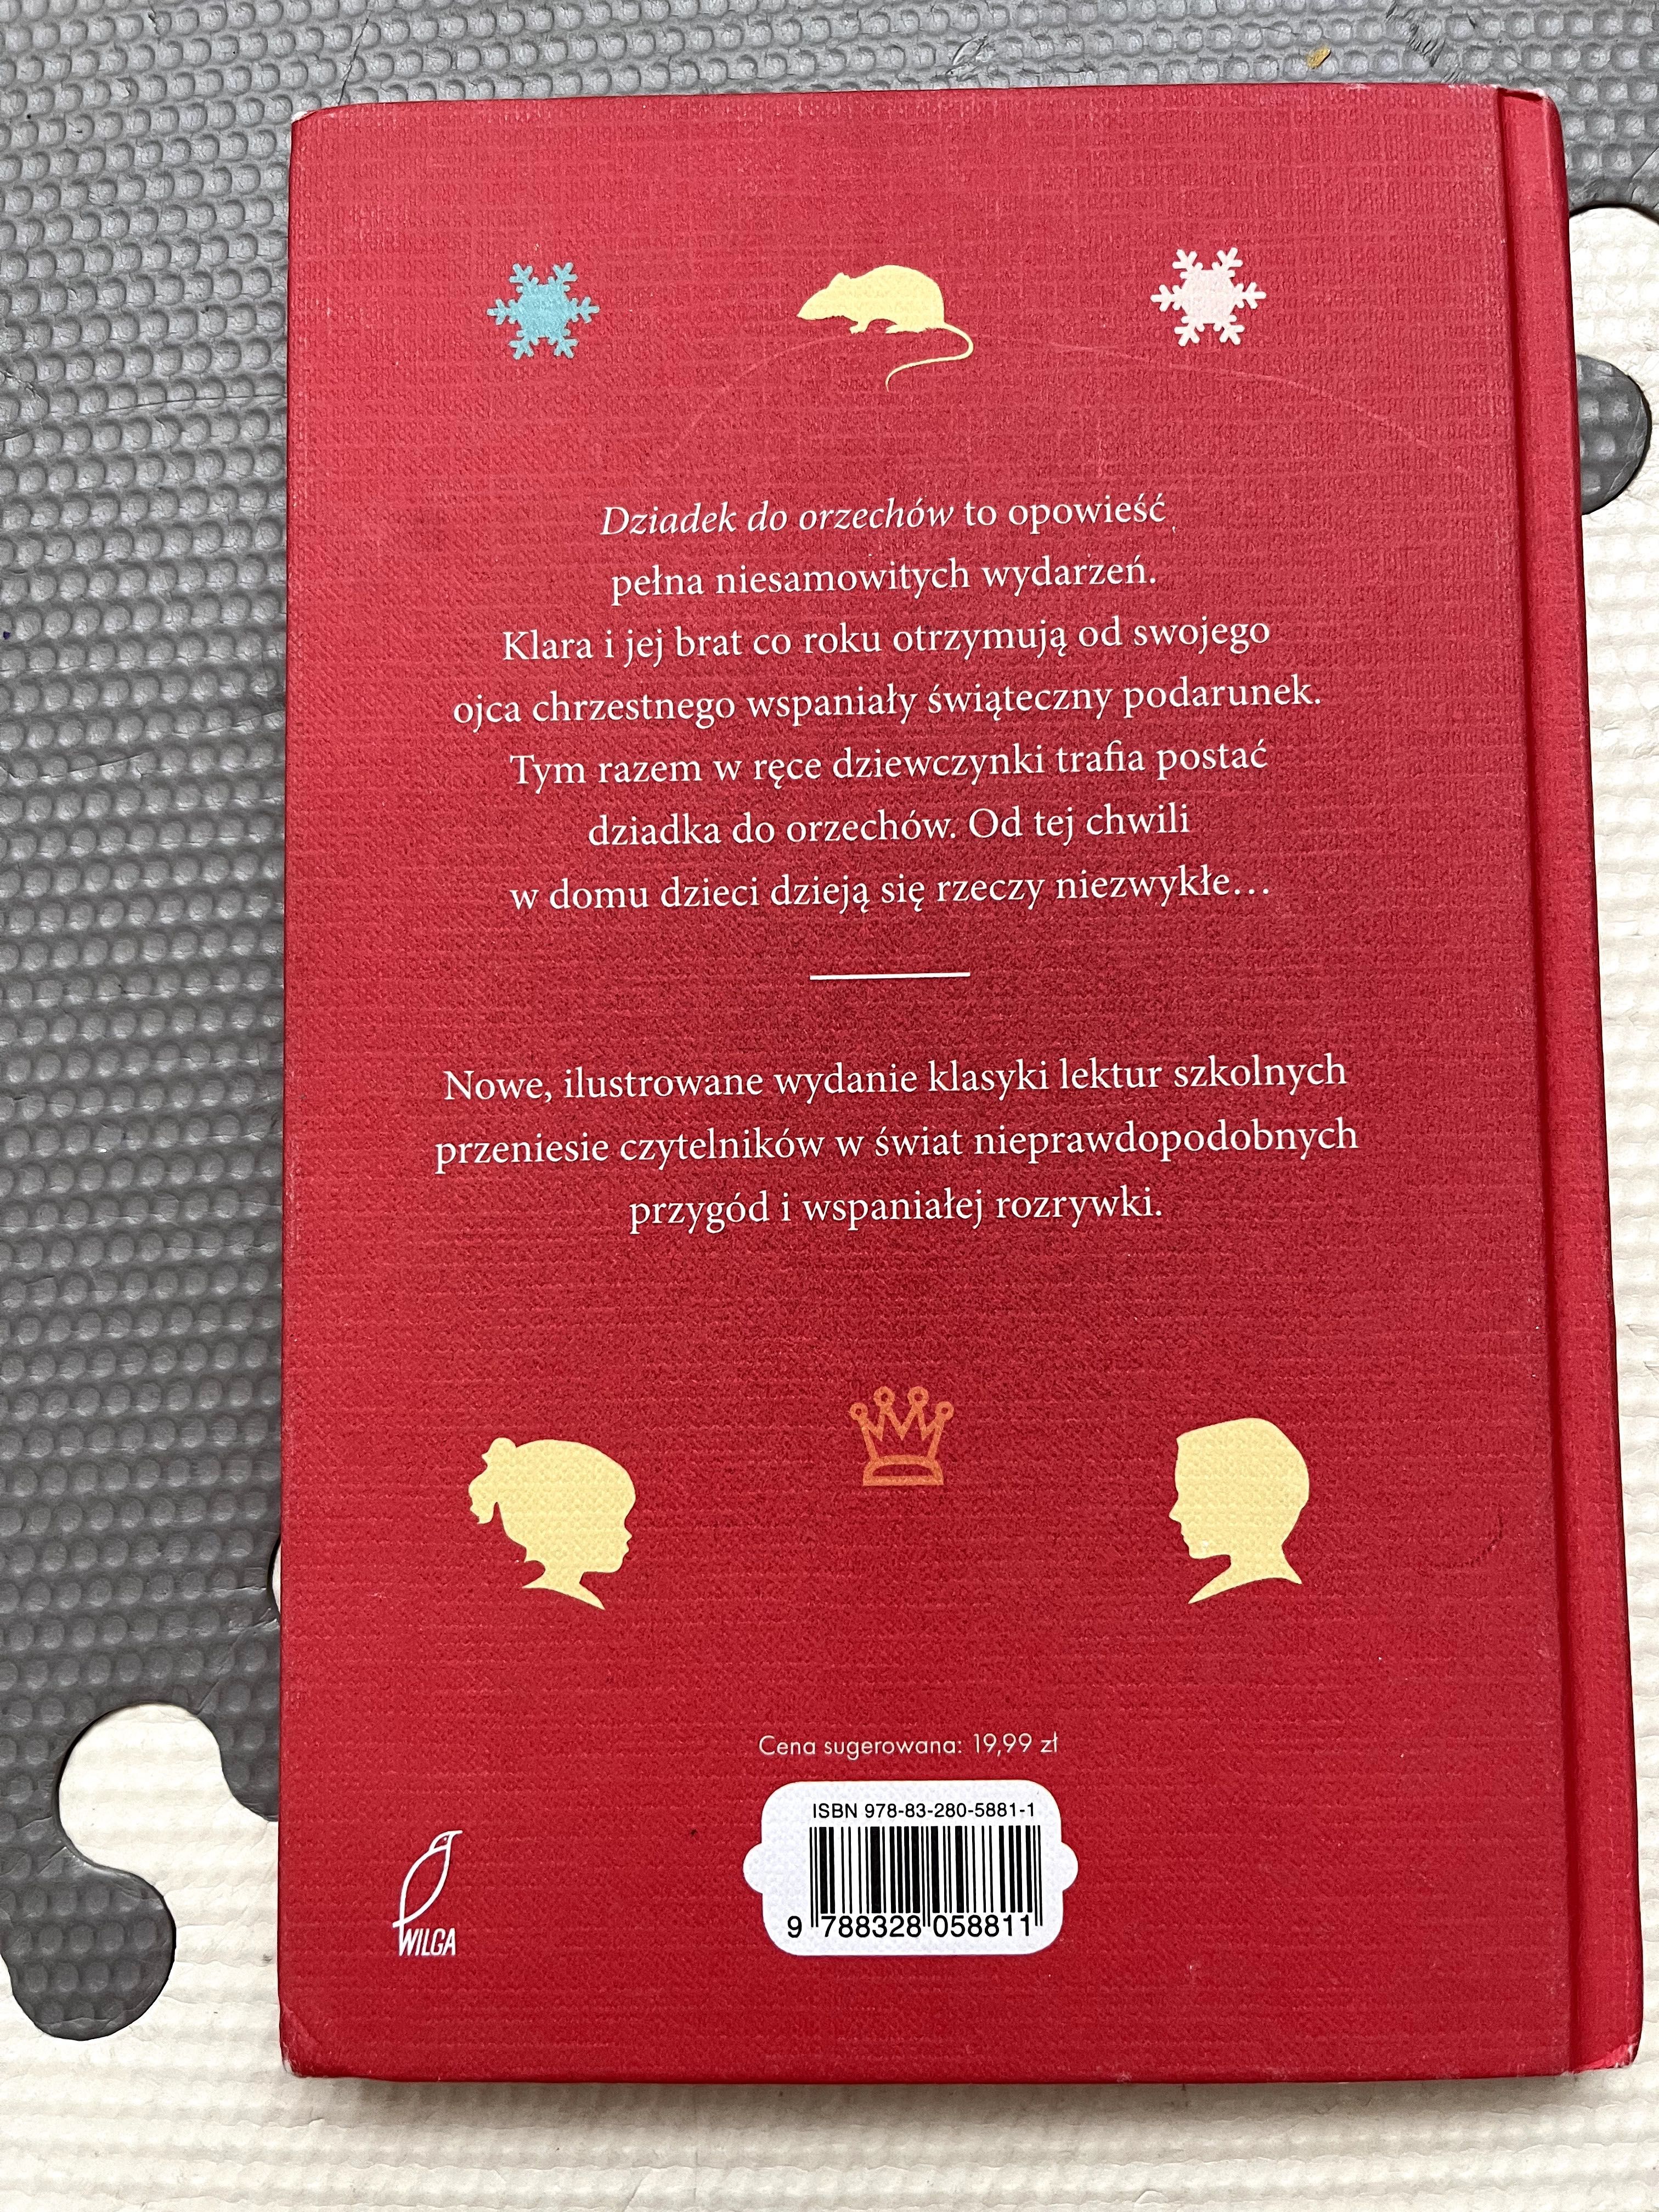 Dziadek do orzechów to opowieść
pełna niesamowitych wydarzeń.
Klara i jej brat co roku otrzymują od swojego
ojca chrzestnego wspaniały świąteczny podarunek.
Tym razem w ręce dziewczynki trafia postać
dziadka do orzechów. Od tej chwili
w domu dzieci dzieją się rzeczy niezwykłe…
Nowe, ilustrowane wydanie klasyki lektur szkolnych
przeniesie czytelników w świat nieprawdopodobnych
przygód i wspaniałej rozrywki.
Cena sugerowana: 19,99 zł
ISBN 978-83-280-5881-1
9 788328 058811
WILGA